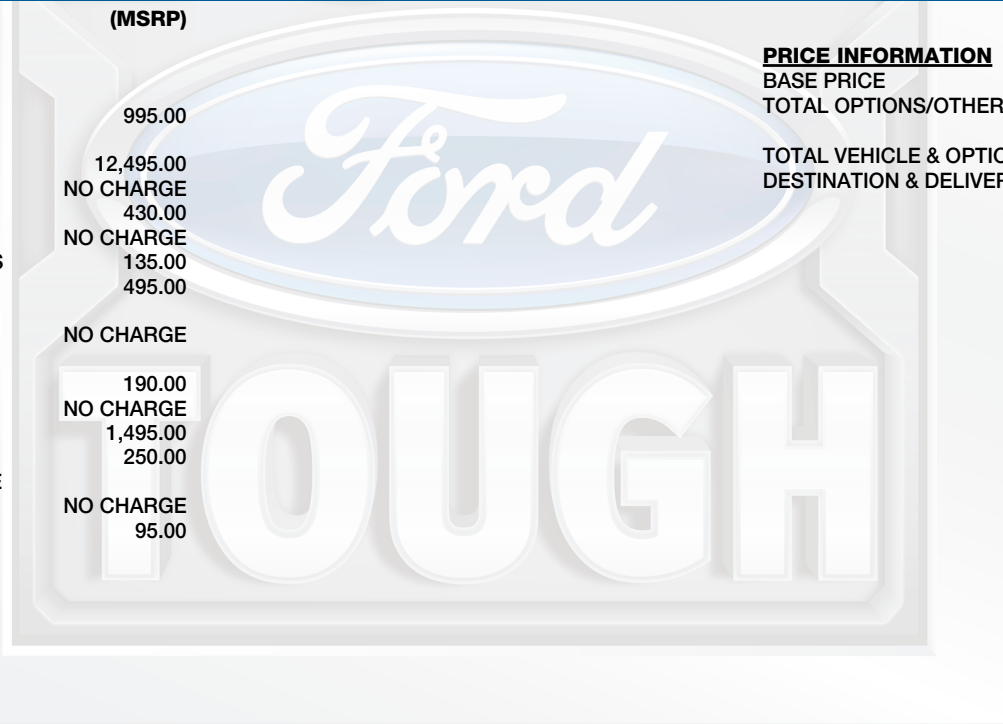 (MSRP)
995.00
12,495.00
NO CHARGE
430.00
NO CHARGE
S
135.00
495.00
NO CHARGE
190.00
NO CHARGE
1,495.00
250.00
E
NO CHARGE
95.00
PRICE INFORMATION
BASE PRICE
TOTAL OPTIONS/OTHER
TOTAL VEHICLE & OPTIO
DESTINATION & DELIVER
Ford
TOUGH